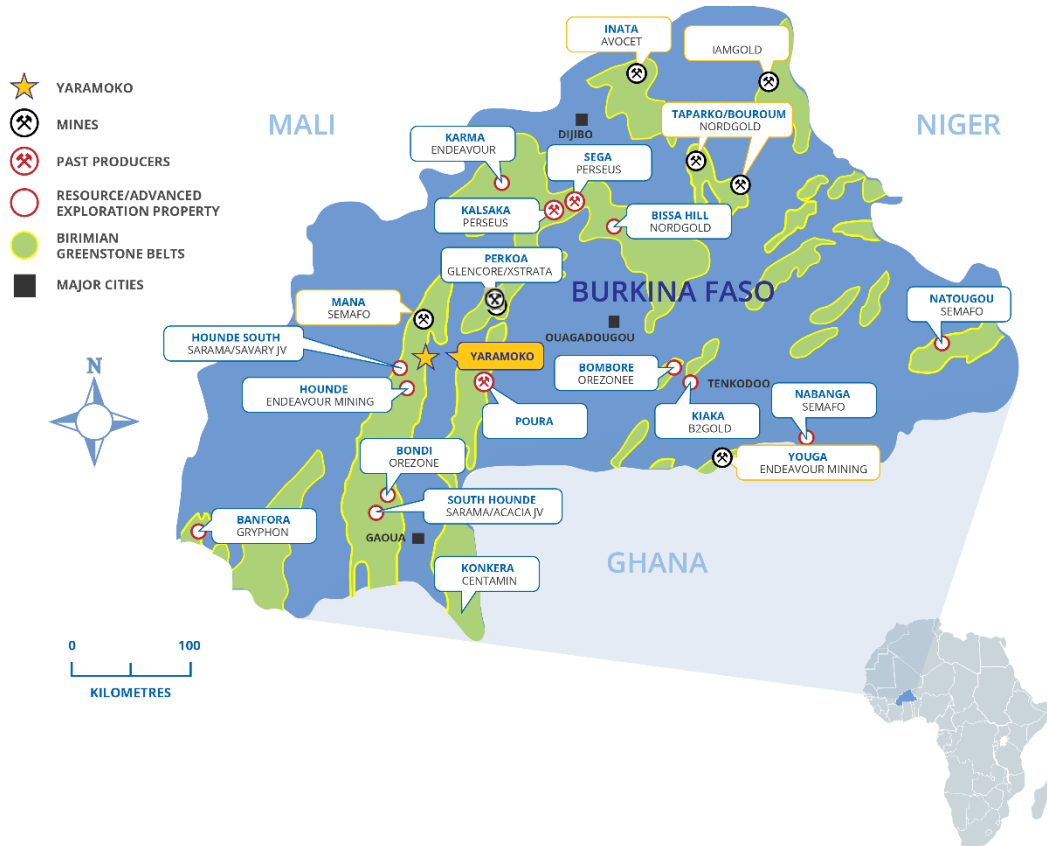 YARAMOKO
MINES
PAST PRODUCERS
RESOURCE/ADVANCED
EXPLORATION PROPERTY
BIRIMIAN
GREENSTONE BELTS
MAJOR CITIES
MALI
NIGER
BURKINA FASO
GHANA
INATA
AVOCET
IAMGOLD
TAPARKO/BOUROUM
NORDGOLD
DIJIBO
KARMA
ENDEAVOUR
SEGA
PERSEUS
KALSAKA
PERSEUS
BISSA HILL
NORDGOLD
PERKOA
GLENCORE/XSTRATA
MANA
SEMAFO
NATOUGOU
SEMAFO
HOUNDE SOUTH
SARAMA/SAVARY JV
OUAGADOUGOU
YARAMOKO
BOMBORE
OREZONEE
TENKODOO
HOUNDE
ENDEAVOUR MINING
NABANGA
SEMAFO
POURA
KIAKA
B2GOLD
BONDI
OREZONE
YOUGA
ENDEAVOUR MINING
SOUTH HOUNDE
SARAMA/ACACIA JV
BANFORA
GRYPHON
GAOUA
KONKERA
CENTAMIN
N
0 100
KILOMETRES